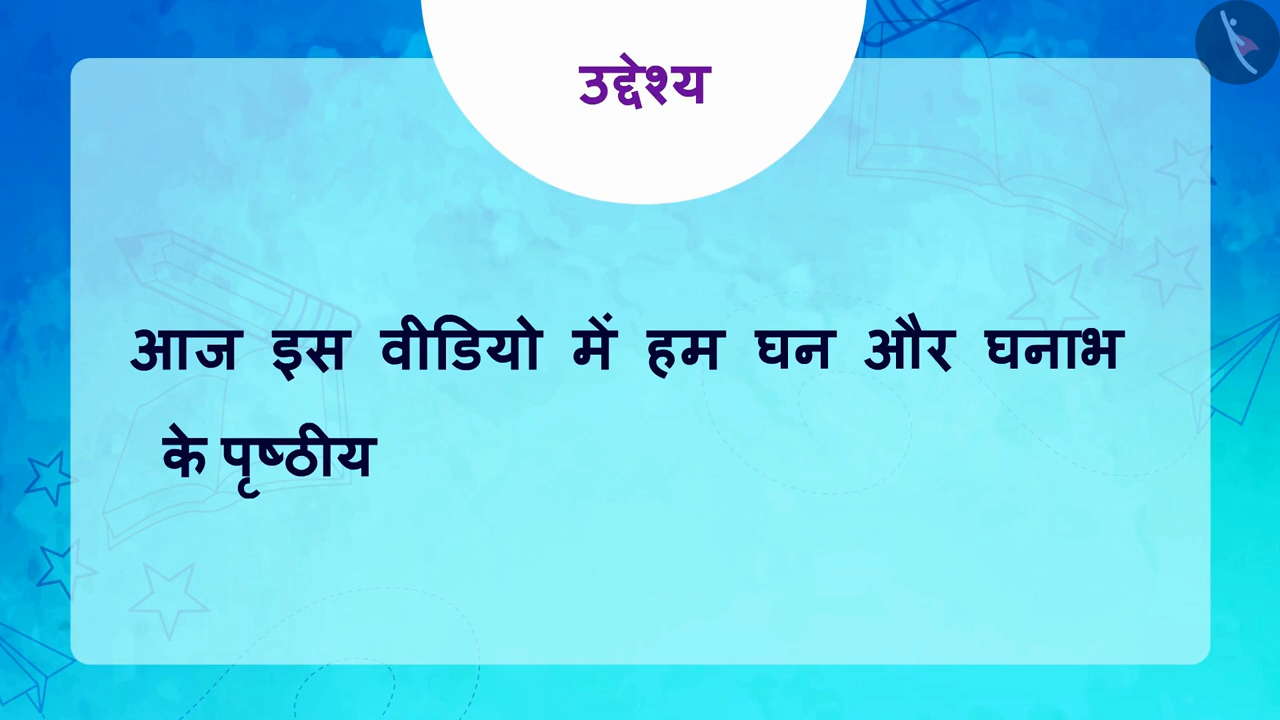 उद्देश्य
आज इस वीडियो में हम घन और घनाभ
के पृष्ठीय